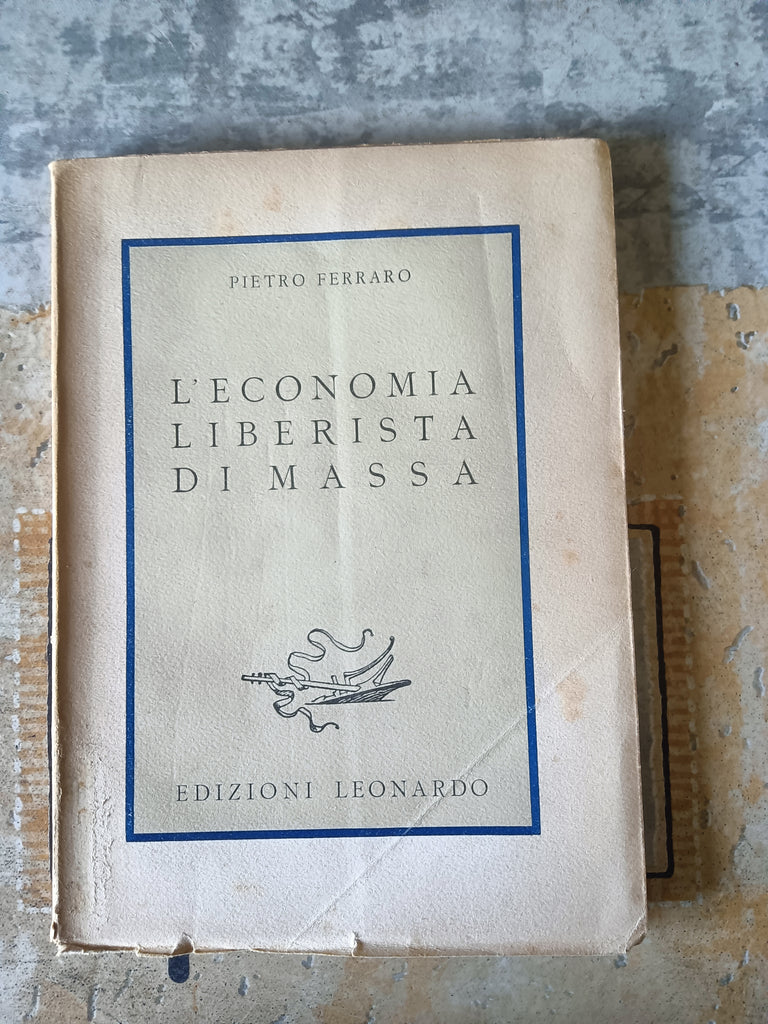 PIETRO FERRARO
L'ECONOMIA
LIBERISTA
DI MASSA
EDIZIONI LEONARDO